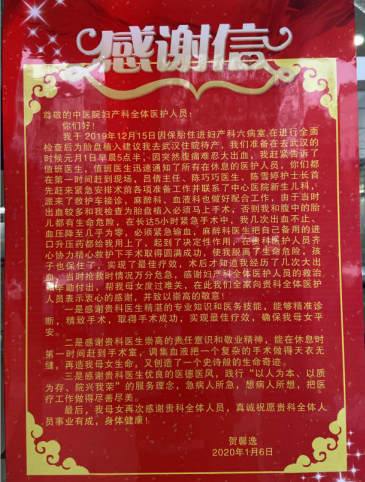 感谢信
尊敬的中医院妇产科全体医护人员：
你们好！
我于2019年12月15日因保胎住进妇产科六病室，在进行全面
检查后为胎盘植入建议我去武汉住院待产，我们准备在去武汉的
时候元月1日早晨5点半，因突然腹痛难忍大出血，我赶紧告诉了
值班医生，值班医生迅速通知了所有在休息的医护人员，你们都
在第一时间赶到现场，吕倩主任、陈巧巧医生、陈雪婷护士长首
先赶来紧急安排术前各项准备工作并联系了中心医院新生儿科，
派来了救护车接诊，麻醉科、血液科也做好配合工作，由于当时
出血较多和我检查为胎盘植入必须马上手术，否则我和腹中的胎
儿都有生命危险，在长达5小时紧急手术中，我几次出血不止、
血压降至几乎为零，必须紧急输血，麻醉科医生把自己备用的进
口升压药都给我用上了，起到了决定性作用，在贵科医护人员齐
心协力精心救护下手术取得圆满成功，使我脱离了生命危险，孩
子也保住了，实现了最佳疗效，术后才知道我经历了几次大出
血，当时抢救我时情况万分危急，感谢妇产科全体医护人员的救治
和辛勤付出，帮我母女度过难关，在此我们全家向贵科全体医护
人员表示衷心的感谢，并致以崇高的敬意！
一是感谢贵科医生精湛的专业知识和医务技能，能够精准诊
断，精致手术，取得手术成功，实现最佳疗效，确保我母女平
安。
二是感谢贵科医生崇高的责任意识和敬业精神，能在休息时
第一时间赶到手术室，调集血液把一个复杂的手术做得天衣无
缝，再造我母女生命，又创造了一个史诗般的生命奇迹。
三是感谢贵科医生优良的医德医风，践行“以人为本、以质
为存、院兴我荣”的服务理念，急病人所急，想病人所想，把医
疗工作做得尽善尽美。
最后，我母女再次感谢贵科全体人员，真诚祝愿贵科全体人
员事业有成，身体健康！
贺馨逸
2020年1月6日